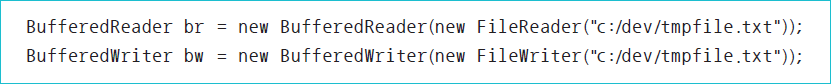 BufferedReader br = new BufferedReader(new FileReader("c:/dev/tmpfile.txt"));
BufferedWriter bw = new BufferedWriter(new FileWriter("c:/dev/tmpfile.txt"));